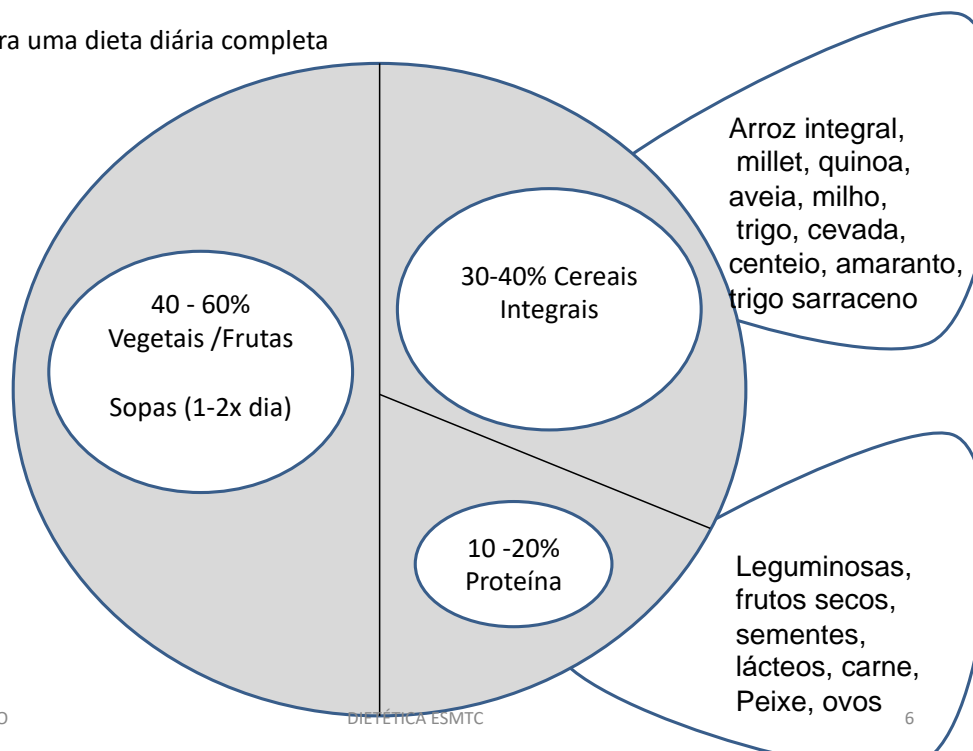 ra uma dieta diária completa
40 - 60%
Vegetais /Frutas
Sopas (1-2x dia)
30-40% Cereais
Integrais
10 -20%
Proteína
Arroz integral,
millet, quinoa,
aveia, milho,
trigo, cevada,
centeio, amaranto,
trigo sarraceno
Leguminosas,
frutos secos,
sementes,
lácteos, carne,
Peixe, ovos
O
DIETÉTICA ESMTC
6